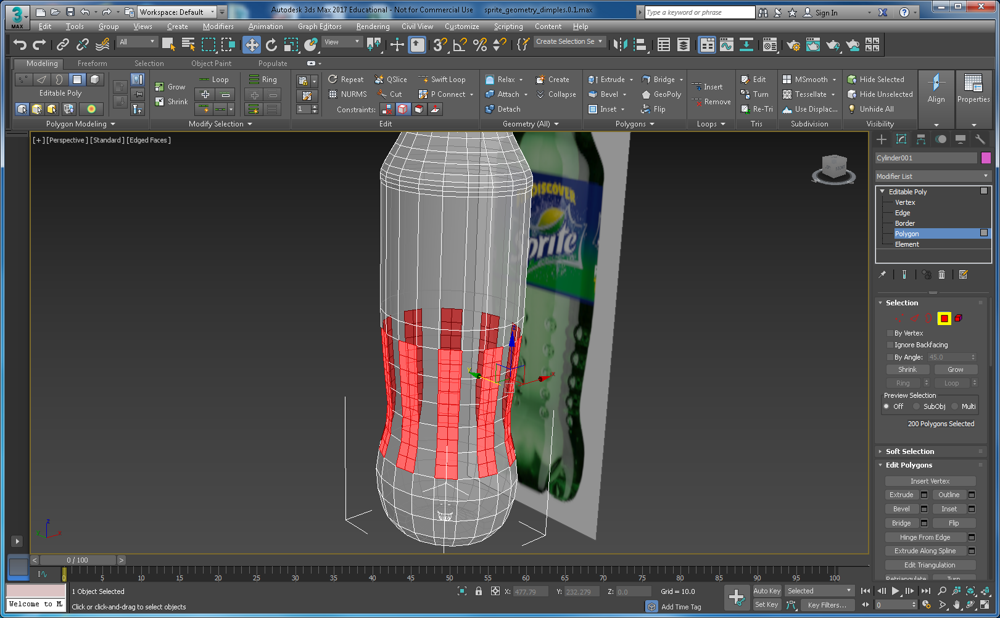 3
MAX
Workspace: Default
Autodesk 3ds Max 2017 Educational - Not for Commercial Use sprite_geometry_dimples.0.1.max
Type a keyword or phrase
Sign In
Edit Tools Group Views Create Modifiers Animation Graph Editors Rendering Civil View Customize Scripting Content Help
All View Create Selection Se
Modeling Freeform Selection Object Paint Populate
Loop Ring Repeat QSlice Swift Loop Relax Create Extrude Bridge Edit MSmooth Hide Selected
Grow Insert Align Properties
Editable Poly NURMS Cut P Connect Attach Collapse Bevel GeoPoly Turn Tessellate Hide Unselected
Shrink Remove
1 Constraints: Detach Inset Flip Re-Tri Use Displac... Unhide All
Polygon Modeling Modify Selection Edit Geometry (All) Polygons Loops Tris Subdivision Visibility
[+] [Perspective ] [Standard ] [Edged Faces ]
DISCOVER
Sprite
z
y
x
z
y
x
Cylinder001
Modifier List
Editable Poly
Vertex
Edge
Border
Polygon
Element
Selection
By Vertex
Ignore Backfacing
By Angle: 45.0
Shrink Grow
Ring Loop
Preview Selection
Off SubObj Multi
200 Polygons Selected
Soft Selection
Edit Polygons
Insert Vertex
Extrude Outline
Bevel Inset
Bridge Flip
Hinge From Edge
Extrude Along Spline
Edit Triangulation
Retriangulate Turn
< 0 / 100 >
0 5 10 15 20 25 30 35 40 45 50 55 60 65 70 75 80 85 90 95 100
1 Object Selected X: 477.79 Y: 232.279 Z: 0.0 Grid = 10.0 Auto Key Selected
Welcome to M Click or click-and-drag to select objects Add Time Tag Set Key Key Filters... 0